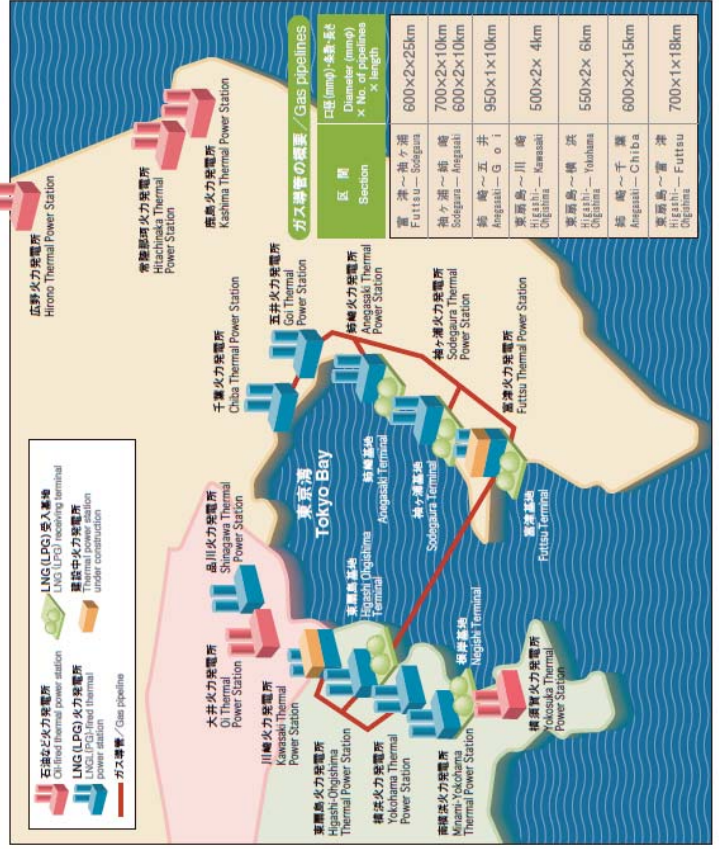 石油など火力発電所
Oil-fired thermal power station
LNG(LPG)火力発電所
LNGL(PG)-fired thermal
power station
ガス導管/Gas pipeline
LNG(LPG)受入基地
LNG (LPG) receiving terminal
建設中火力発電所
Thermal power station
under construction
広野火力発電所
Hirono Thermal Power Station
常陸那珂火力発電所
Hitachinaka Thermal
Power Station
鹿島火力発電所
Kashima Thermal Power Station
千葉火力発電所
Chiba Thermal Power Station
五井火力発電所
Goi Thermal
Power Station
姉崎火力発電所
Anegasaki Thermal
Power Station
袖ヶ浦火力発電所
Sodegaura Thermal
Power Station
富津火力発電所
Futtsu Thermal Power Station
品川火力発電所
Shinagawa Thermal
Power Station
大井火力発電所
Oi Thermal
Power Station
川崎火力発電所
Kawasaki Thermal
Power Station
東扇島火力発電所
Higashi-Ohgishima
Thermal Power Station
横浜火力発電所
Yokohama Thermal
Power Station
南横浜火力発電所
Minami-Yokohama
Thermal Power Station
横須賀火力発電所
Yokosuka Thermal
Power Station
東京湾
Tokyo Bay
姉崎基地
Anegasaki Terminal
袖ヶ浦基地
Sodegaura Terminal
富津基地
Futtsu Terminal
東扇島基地
Higashi Ohgishima
Terminal
根岸基地
Negishi Terminal
ガス導管の概要/Gas pipelines
区間
Section
口径(mmφ)・条数・長さ
Diameter (mmφ)
× No. of pipelines
× length
富津～袖ヶ浦
Futtsu — Sodegaura
600×2×25km
袖ヶ浦～姉崎
Sodegaura — Anegasaki
700×2×10km
600×2×10km
姉崎～五井
Anegasaki — Goi
950×1×10km
東扇島～川崎
Higashi-Ohgishima — Kawasaki
500×2× 4km
東扇島～横浜
Higashi-Ohgishima — Yokohama
550×2× 6km
姉崎～千葉
Anegasaki — Chiba
600×2×15km
東扇島～富津
Higashi-Ohgishima — Futtsu
700×1×18km